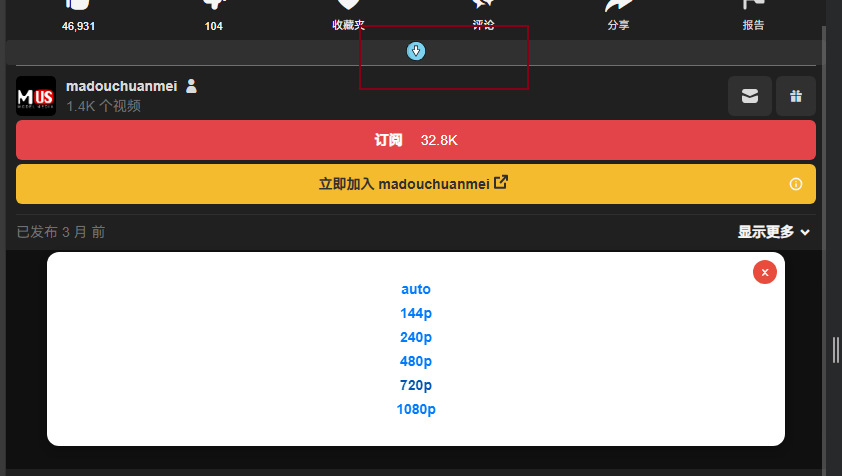 46,931
104
收藏夹
评论
分享
报告
M US
madouchuanmei
1.4K 个视频
订阅 32.8K
立即加入 madouchuanmei
已发布 3 月 前
显示更多
x
auto
144p
240p
480p
720p
1080p